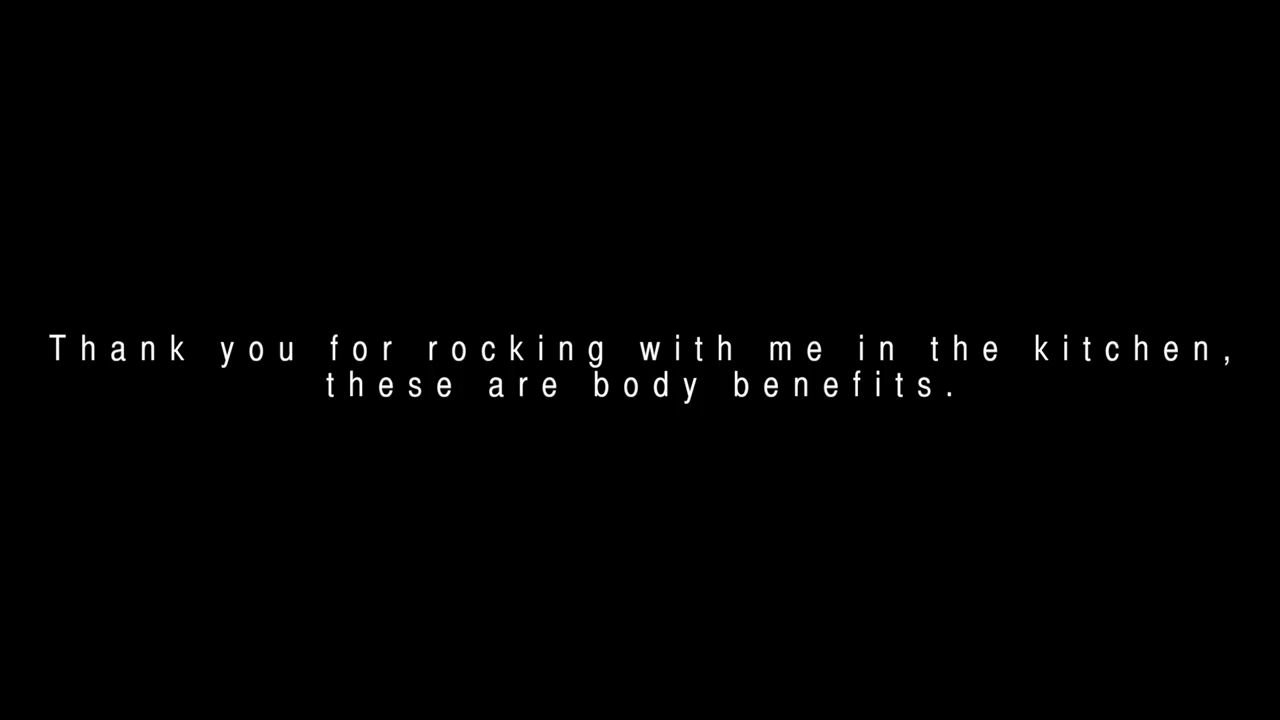 Thank you for rocking with me in the kitchen,
these are body benefits.